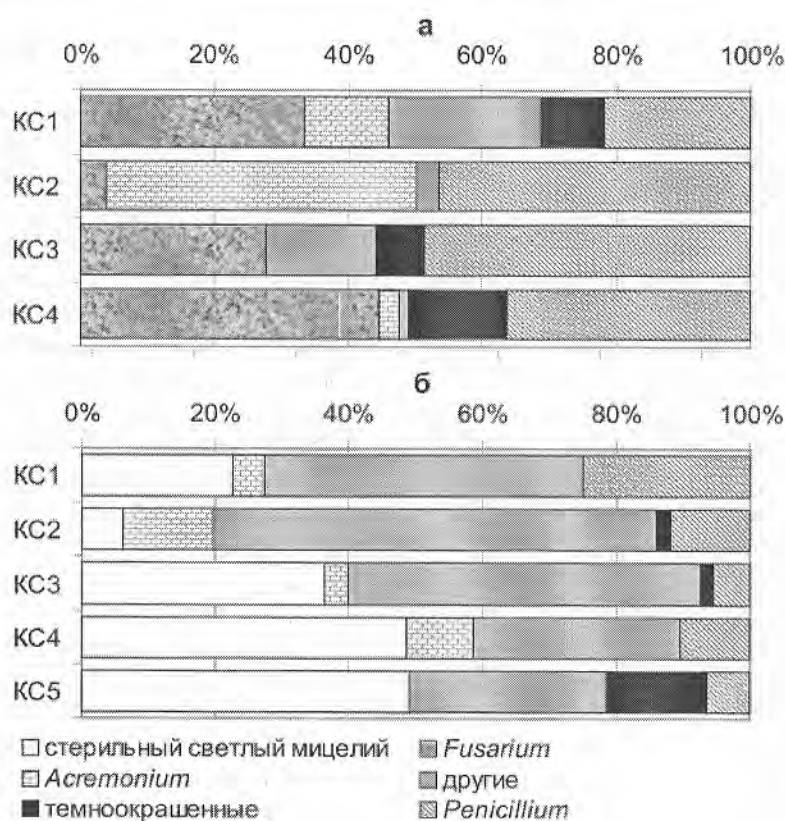 а
0% 20% 40% 60% 80% 100%
КС1
КС2
КС3
КС4
б
0% 20% 40% 60% 80% 100%
КС1
КС2
КС3
КС4
КС5
стерильный светлый мицелий Fusarium
Acremonium другие
темноокрашенные Penicillium